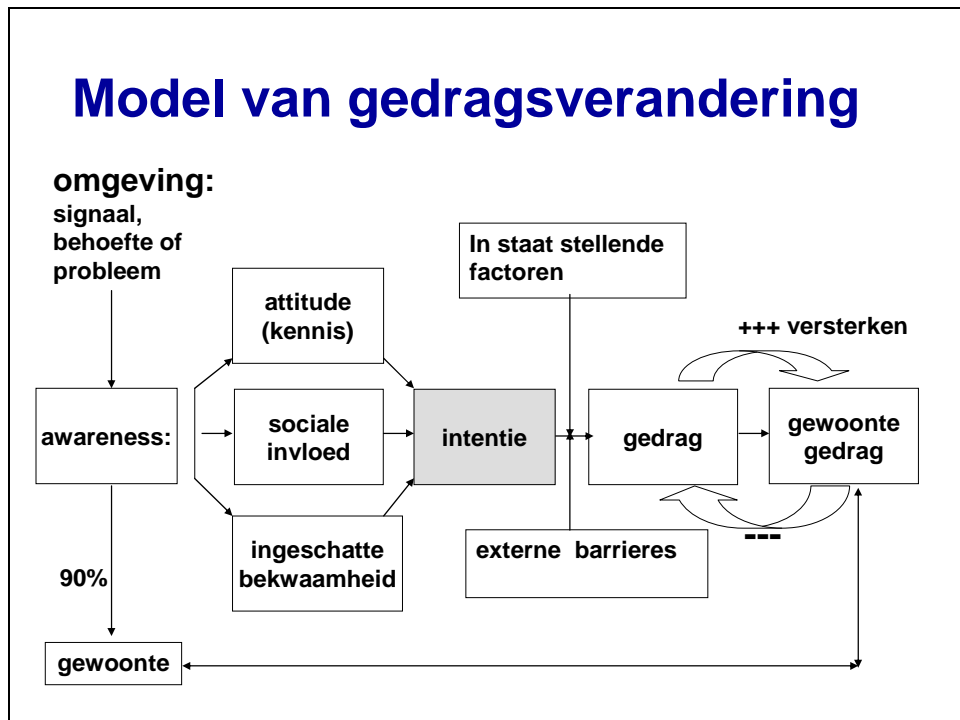 Model van gedragsverandering
omgeving:
signaal,
behoefte of
probleem
In staat stellende
factoren
attitude
(kennis)
+++ versterken
awareness:
sociale
invloed
intentie
gedrag
gewoonte
gedrag
---
ingeschatte
bekwaamheid
externe barrieres
90%
gewoonte